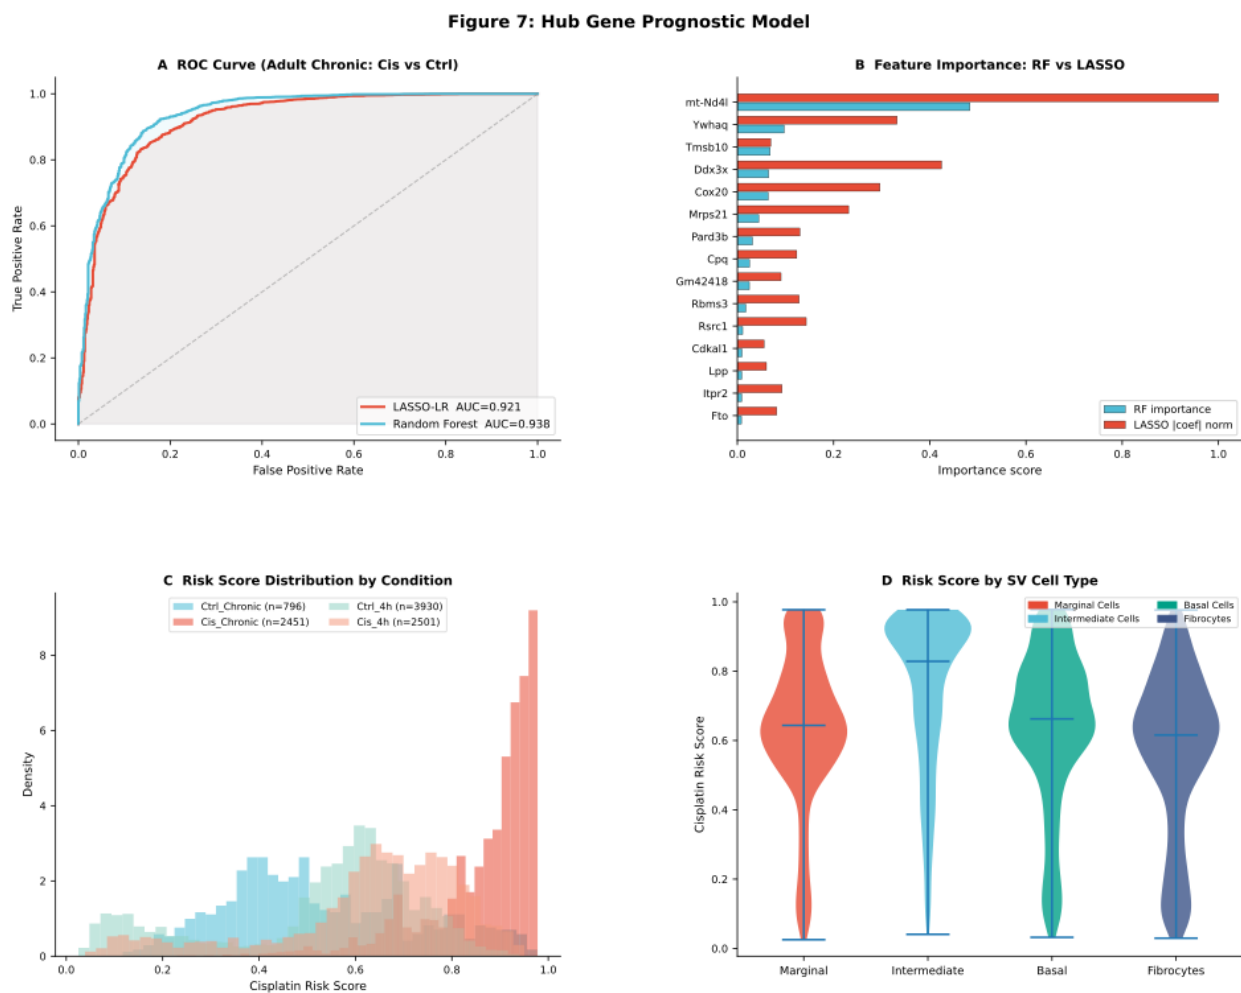 Figure 7: Hub Gene Prognostic Model
A ROC Curve (Adult Chronic: Cis vs Ctrl)
True Positive Rate
1.0
0.8
0.6
0.4
0.2
0.0
LASSO-LR AUC=0.921
Random Forest AUC=0.938
0.0 0.2 0.4 0.6 0.8 1.0
False Positive Rate
B Feature Importance: RF vs LASSO
mt-Nd4l
Ywhaq
Tmsb10
Ddx3x
Cox20
Mrps21
Pard3b
Cpq
Gm42418
Rbms3
Rsrc1
Cdkal1
Lpp
Itpr2
Fto
RF importance
LASSO |coef| norm
0.0 0.2 0.4 0.6 0.8 1.0
Importance score
C Risk Score Distribution by Condition
Ctrl_Chronic (n=796) Ctrl_4h (n=3930)
Cis_Chronic (n=2451) Cis_4h (n=2501)
Density
8
6
4
2
0
0.0 0.2 0.4 0.6 0.8 1.0
Cisplatin Risk Score
D Risk Score by SV Cell Type
Marginal Cells Basal Cells
Intermediate Cells Fibrocytes
Cisplatin Risk Score
1.0
0.8
0.6
0.4
0.2
0.0
Marginal Intermediate Basal Fibrocytes